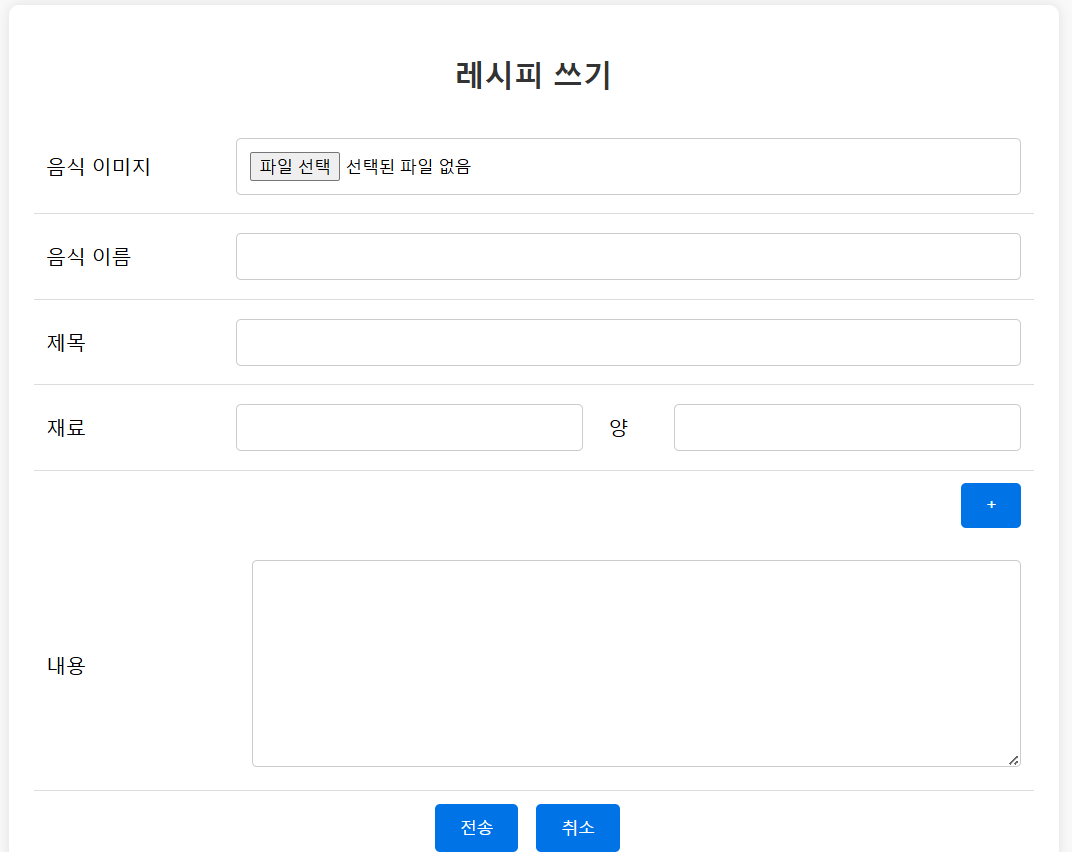 레시피 쓰기
음식 이미지 파일 선택 선택된 파일 없음
음식 이름
제목
재료 양
+
내용
전송 취소